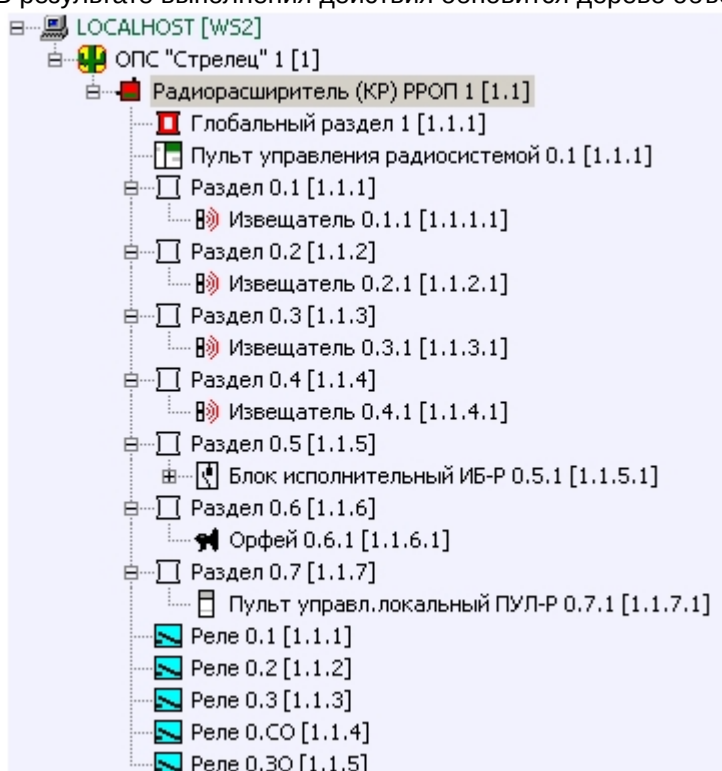 В результате выполнения действия обновится дерево объе
LOCALHOST [WS2]
ОПС "Стрелец" 1 [1]
Радиорасширитель (КР) РРОП 1 [1.1]
Глобальный раздел 1 [1.1.1]
Пульт управления радиосистемой 0.1 [1.1.1]
Раздел 0.1 [1.1.1]
Извещатель 0.1.1 [1.1.1.1]
Раздел 0.2 [1.1.2]
Извещатель 0.2.1 [1.1.2.1]
Раздел 0.3 [1.1.3]
Извещатель 0.3.1 [1.1.3.1]
Раздел 0.4 [1.1.4]
Извещатель 0.4.1 [1.1.4.1]
Раздел 0.5 [1.1.5]
Блок исполнительный ИБ-Р 0.5.1 [1.1.5.1]
Раздел 0.6 [1.1.6]
Орфей 0.6.1 [1.1.6.1]
Раздел 0.7 [1.1.7]
Пульт управл.локальный ПУЛ-Р 0.7.1 [1.1.7.1]
Реле 0.1 [1.1.1]
Реле 0.2 [1.1.2]
Реле 0.3 [1.1.3]
Реле 0.СО [1.1.4]
Реле 0.ЗО [1.1.5]